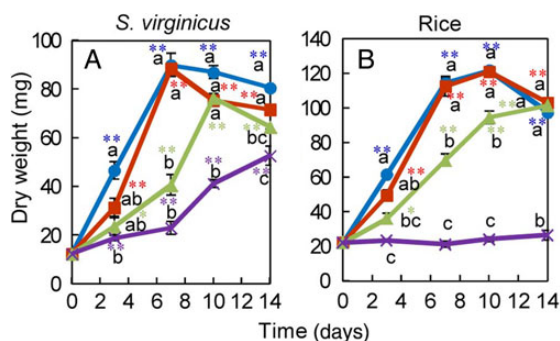 S. virginicus
A
Dry weight (mg)
100
80
60
40
20
0
** ** **
a a a
** ** **
a a a
** a **
** ** bc
a b **
** ab ** c
* ab b
** b
0 2 4 6 8 10 12 14
Rice
B
140
120
100
80
60
40
20
0
** **
a a **
** ** a
a a a
** ** **
** b b a
a **
ab b
* bc
c c c b
c
0 2 4 6 8 10 12 14
Time (days)